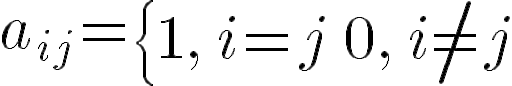 a_{ij}={1, i=j 0, i≠j